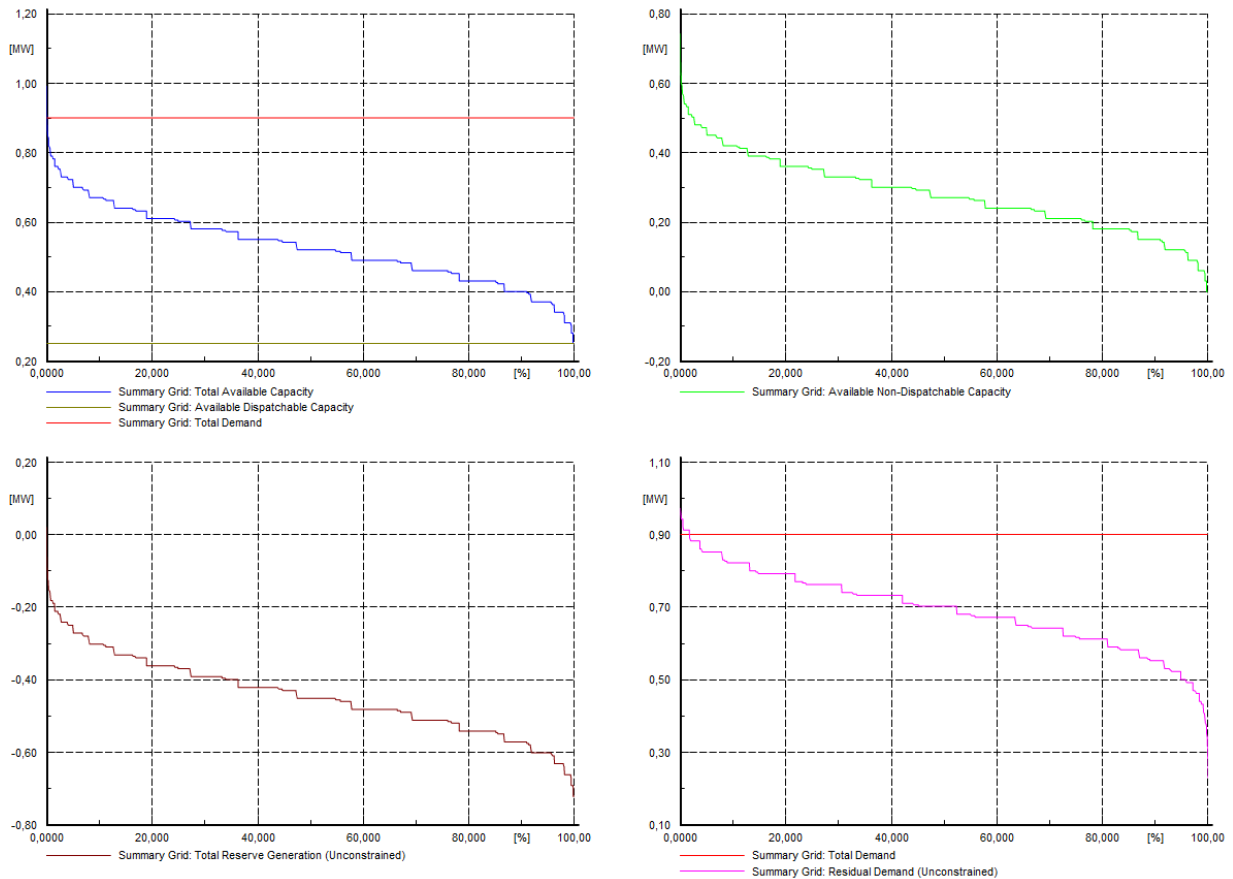 1,20
[MW]
1,00
0,80
0,60
0,40
0,20
0,0000 20,000 40,000 60,000 80,000 [%] 100,00
Summary Grid: Total Available Capacity
Summary Grid: Available Dispatchable Capacity
Summary Grid: Total Demand
0,80
[MW]
0,60
0,40
0,20
0,00
-0,20
0,0000 20,000 40,000 60,000 80,000 [%] 100,00
Summary Grid: Available Non-Dispatchable Capacity
0,20
[MW]
0,00
-0,20
-0,40
-0,60
-0,80
0,0000 20,000 40,000 60,000 80,000 [%] 100,00
Summary Grid: Total Reserve Generation (Unconstrained)
1,10
[MW]
0,90
0,70
0,50
0,30
0,10
0,0000 20,000 40,000 60,000 80,000 [%] 100,00
Summary Grid: Total Demand
Summary Grid: Residual Demand (Unconstrained)